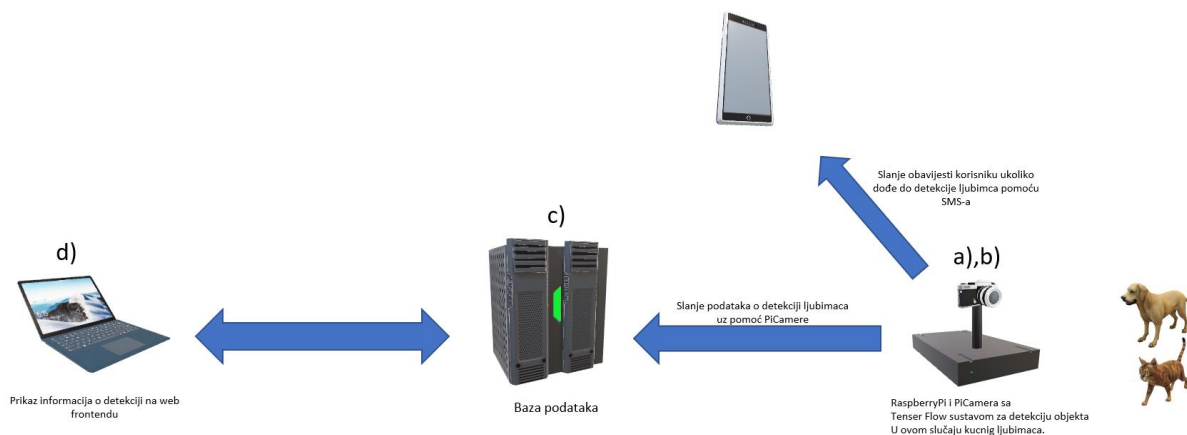 Slanje obavijesti korisniku ukoliko
dođe do detekcije ljubimca pomoću
SMS-a
c)
d)
a),b)
Slanje podataka o detekciji ljubimaca
uz pomoć PiCamere
Prikaz informacija o detekciji na web
frontendu
Baza podataka
RaspberryPi i PiCamera sa
Tenser Flow sustavom za detekciju objekta
U ovom slučaju kucnig ljubimaca.